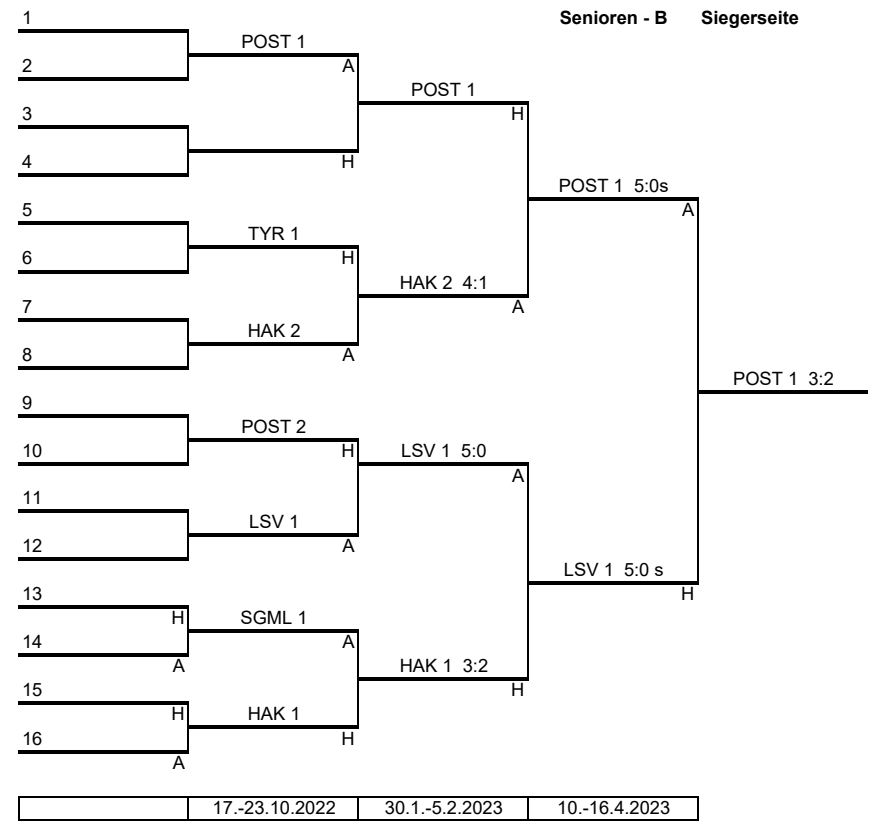 1
Senioren - B Siegerseite
POST 1
2
A
POST 1
3
H
4
H
POST 1 5:0s
5
A
TYR 1
6
H
HAK 2 4:1
7
A
HAK 2
8
A
POST 1 3:2
9
POST 2
10
H
LSV 1 5:0
A
11
LSV 1
12
A
LSV 1 5:0 s
13
H
H
SGML 1
14
A
A
HAK 1 3:2
15
H
H
HAK 1
16
H
A
17.-23.10.2022 30.1.-5.2.2023 10.-16.4.2023